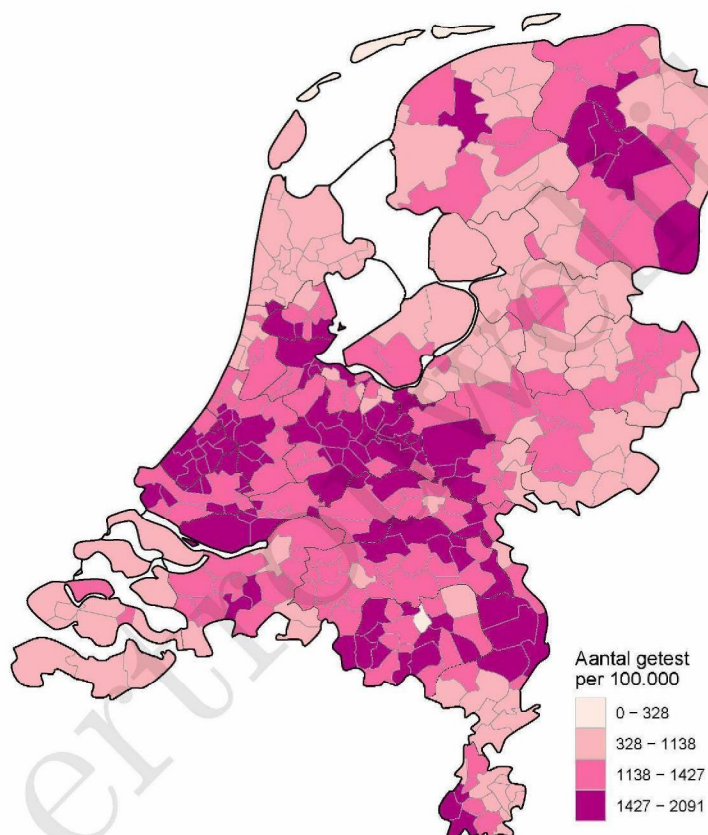 Aantal getest
per 100.000
0 – 328
328 – 1138
1138 – 1427
1427 – 2091